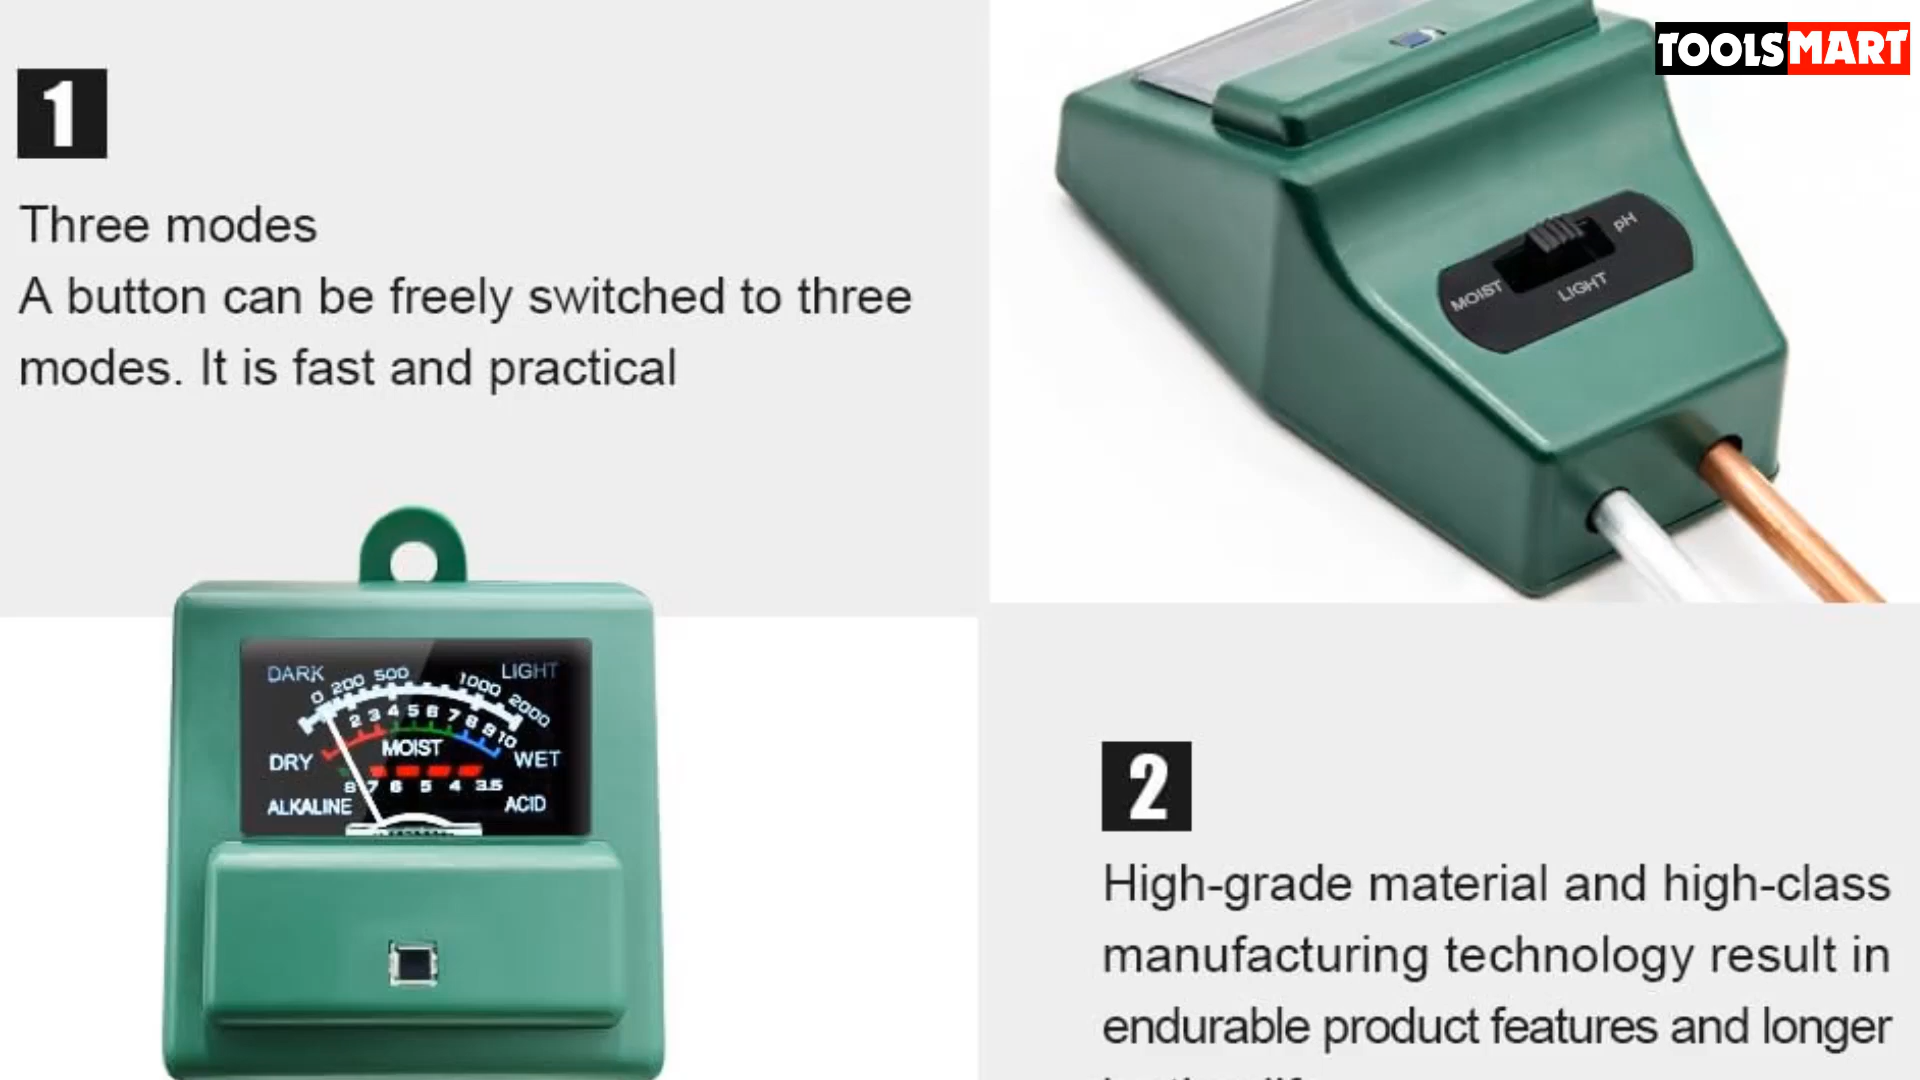 TOOLSMART
1
Three modes
A button can be freely switched to three
modes. It is fast and practical
MOIST
LIGHT
pH
DARK
LIGHT
0 200 500 1000 2000
2 3 4 5 6 7 8 9 10
DRY
MOIST
WET
8 7 6 5 4 3.5
ALKALINE
ACID
2
High-grade material and high-class
manufacturing technology result in
endurable product features and longer